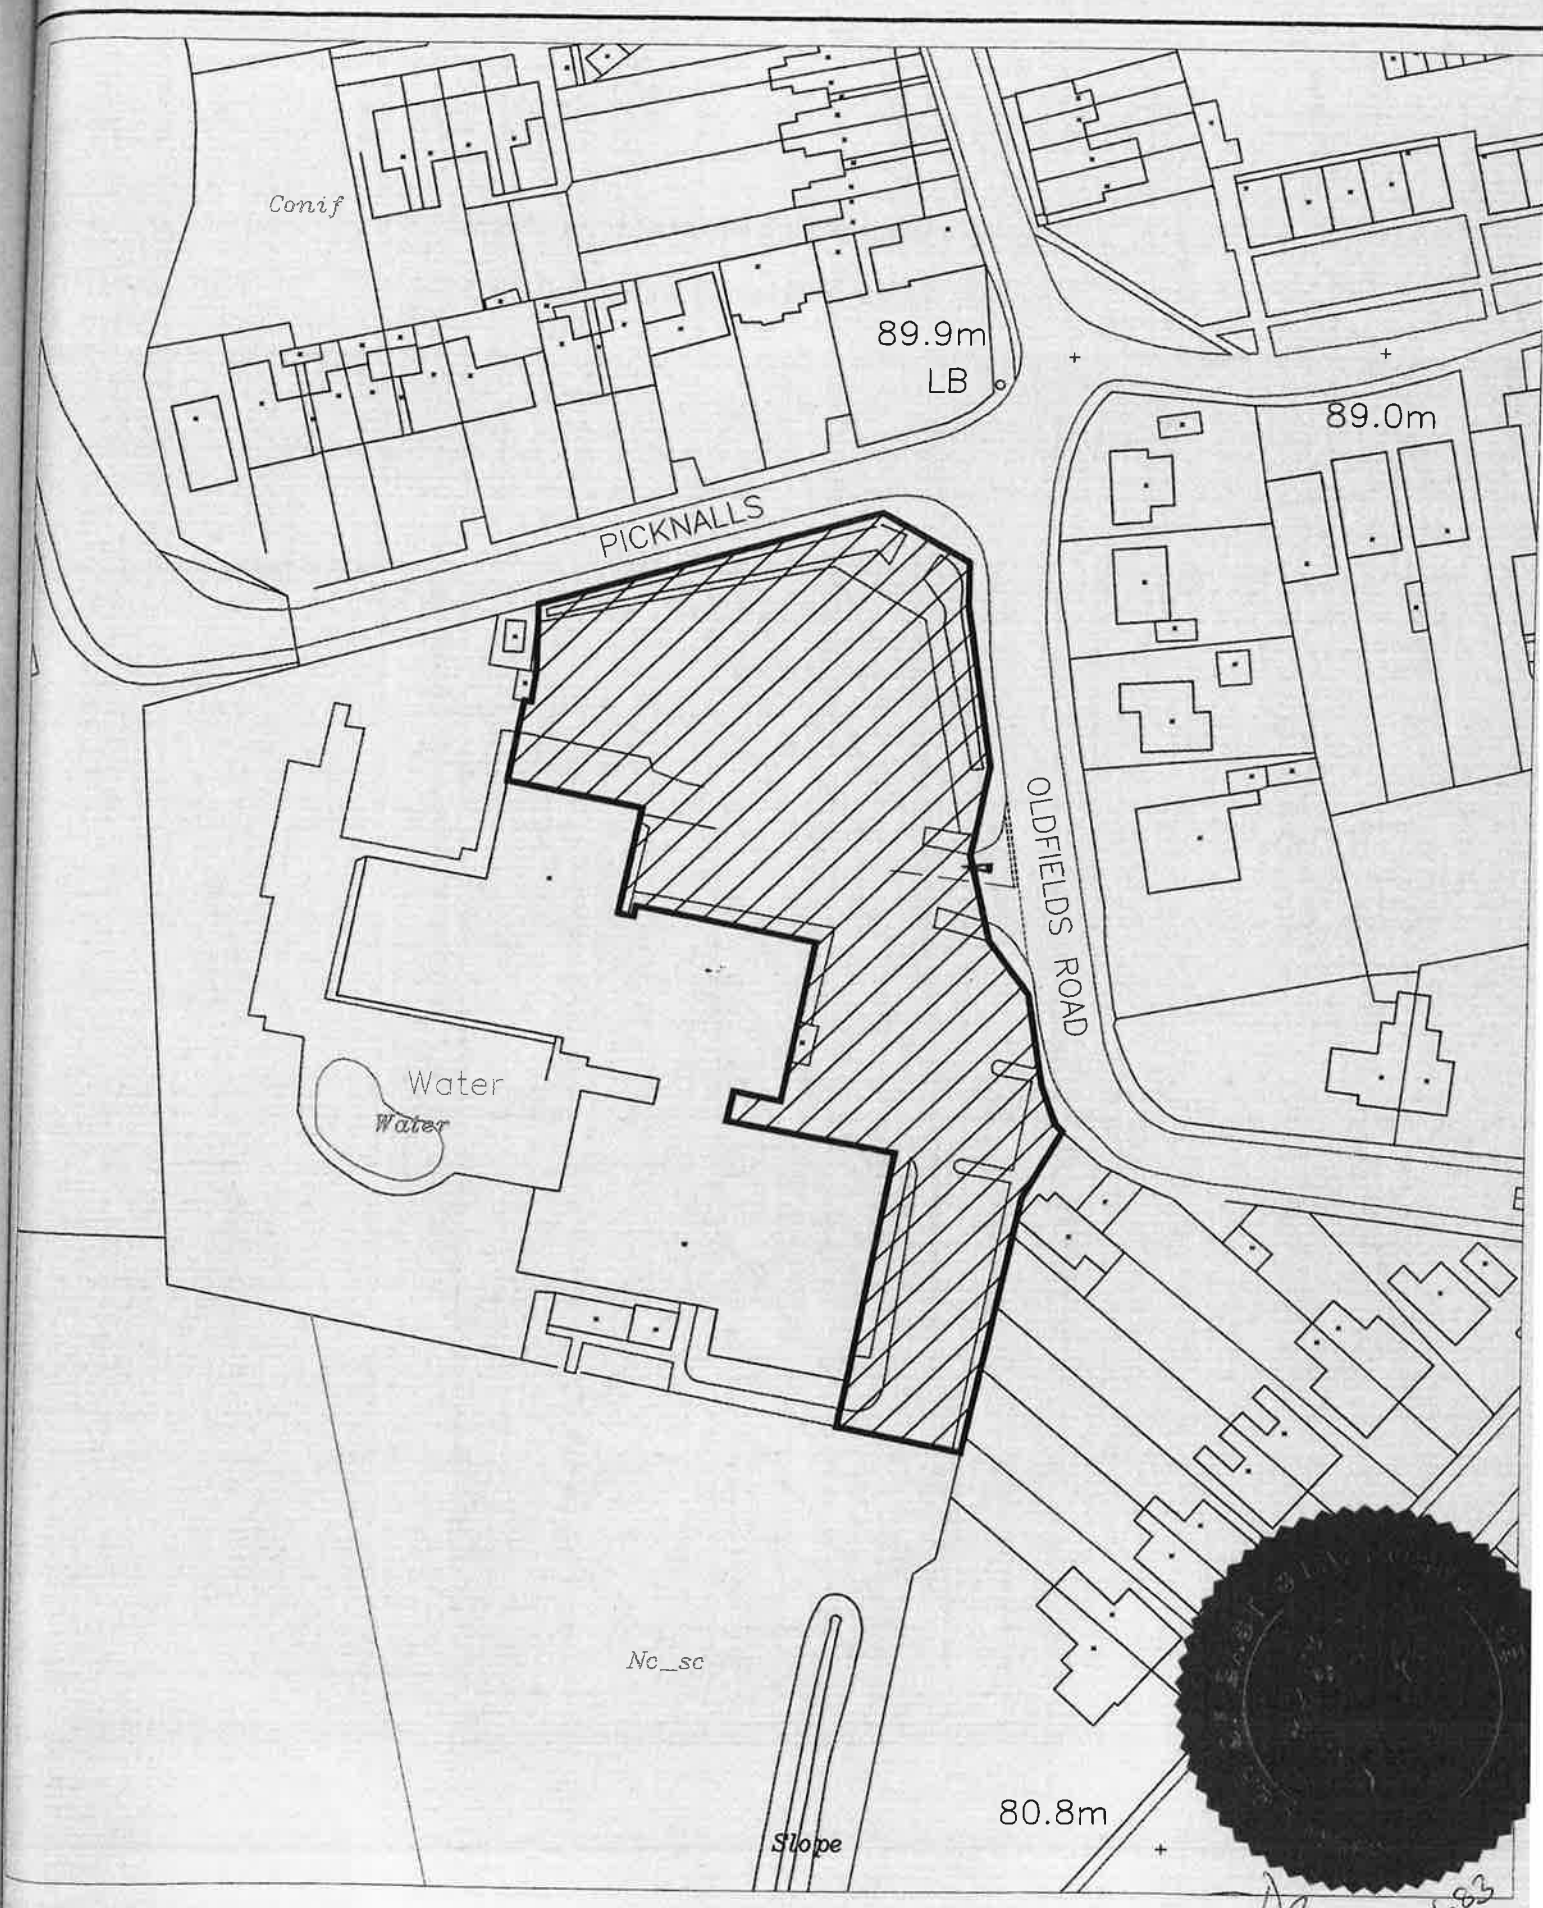 Conif
89.9m
LB
89.0m
PICKNALLS
OLDFIELDS ROAD
Water
Water
Nc_sc
80.8m
Slope